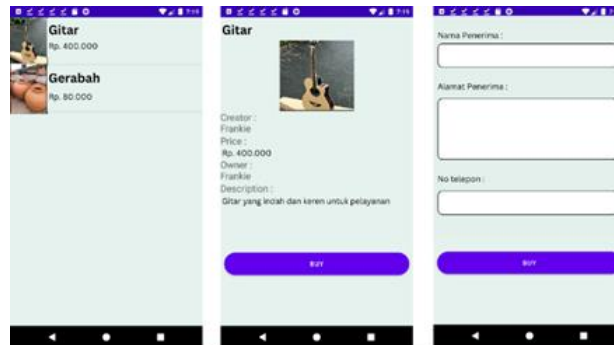 Gitar
Rp. 400.000
Gerabah
Rp. 80.000
Gitar
Creator :
Frankie
Price :
Rp. 400.000
Owner :
Frankie
Description :
Gitar yang indah dan keren untuk pelayanan
BUY
Nama Penerima :
Alamat Penerima :
No telepon :
BUY